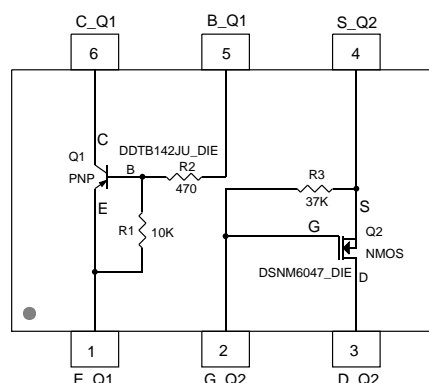 C_Q1 B_Q1 S_Q2
6 5 4
C
Q1 DDTB142JU_DIE
PNP B R2
470
R3
37K
E S
R1 10K
G Q2
NMOS
DSNM6047_DIE D
1 2 3
E_Q1 G_Q2 D_Q2